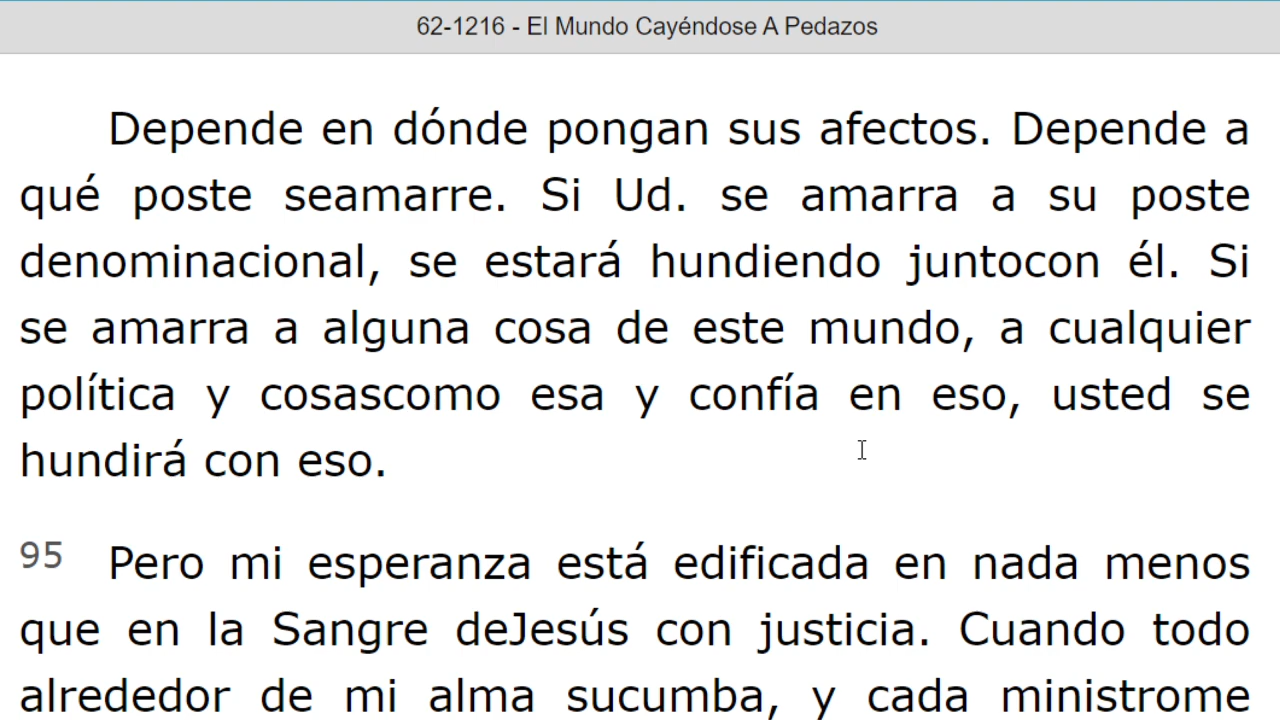 62-1216 - El Mundo Cayéndose A Pedazos
Depende en dónde pongan sus afectos. Depende a
qué poste seamarre. Si Ud. se amarra a su poste
denominacional, se estará hundiendo juntocon él. Si
se amarra a alguna cosa de este mundo, a cualquier
política y cosascomo esa y confía en eso, usted se
hundirá con eso.
95 Pero mi esperanza está edificada en nada menos
que en la Sangre deJesús con justicia. Cuando todo
alrededor de mi alma sucumba, y cada ministrome